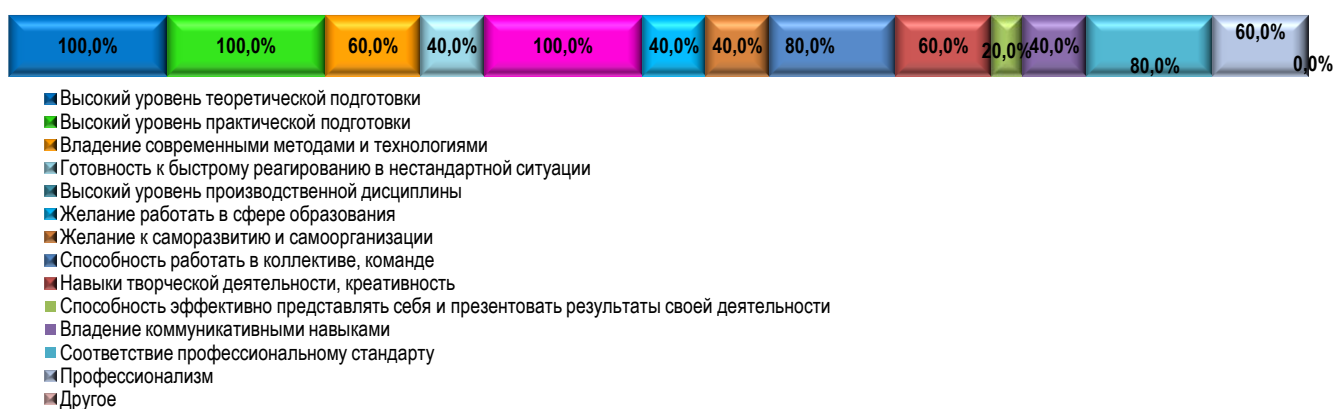 100,0% 100,0% 60,0% 40,0% 100,0% 40,0% 40,0% 80,0% 60,0% 20,0% 40,0% 80,0% 60,0% 0,0%
Высокий уровень теоретической подготовки
Высокий уровень практической подготовки
Владение современными методами и технологиями
Готовность к быстрому реагированию в нестандартной ситуации
Высокий уровень производственной дисциплины
Желание работать в сфере образования
Желание к саморазвитию и самоорганизации
Способность работать в коллективе, команде
Навыки творческой деятельности, креативность
Способность эффективно представлять себя и презентовать результаты своей деятельности
Владение коммуникативными навыками
Соответствие профессиональному стандарту
Профессионализм
Другое